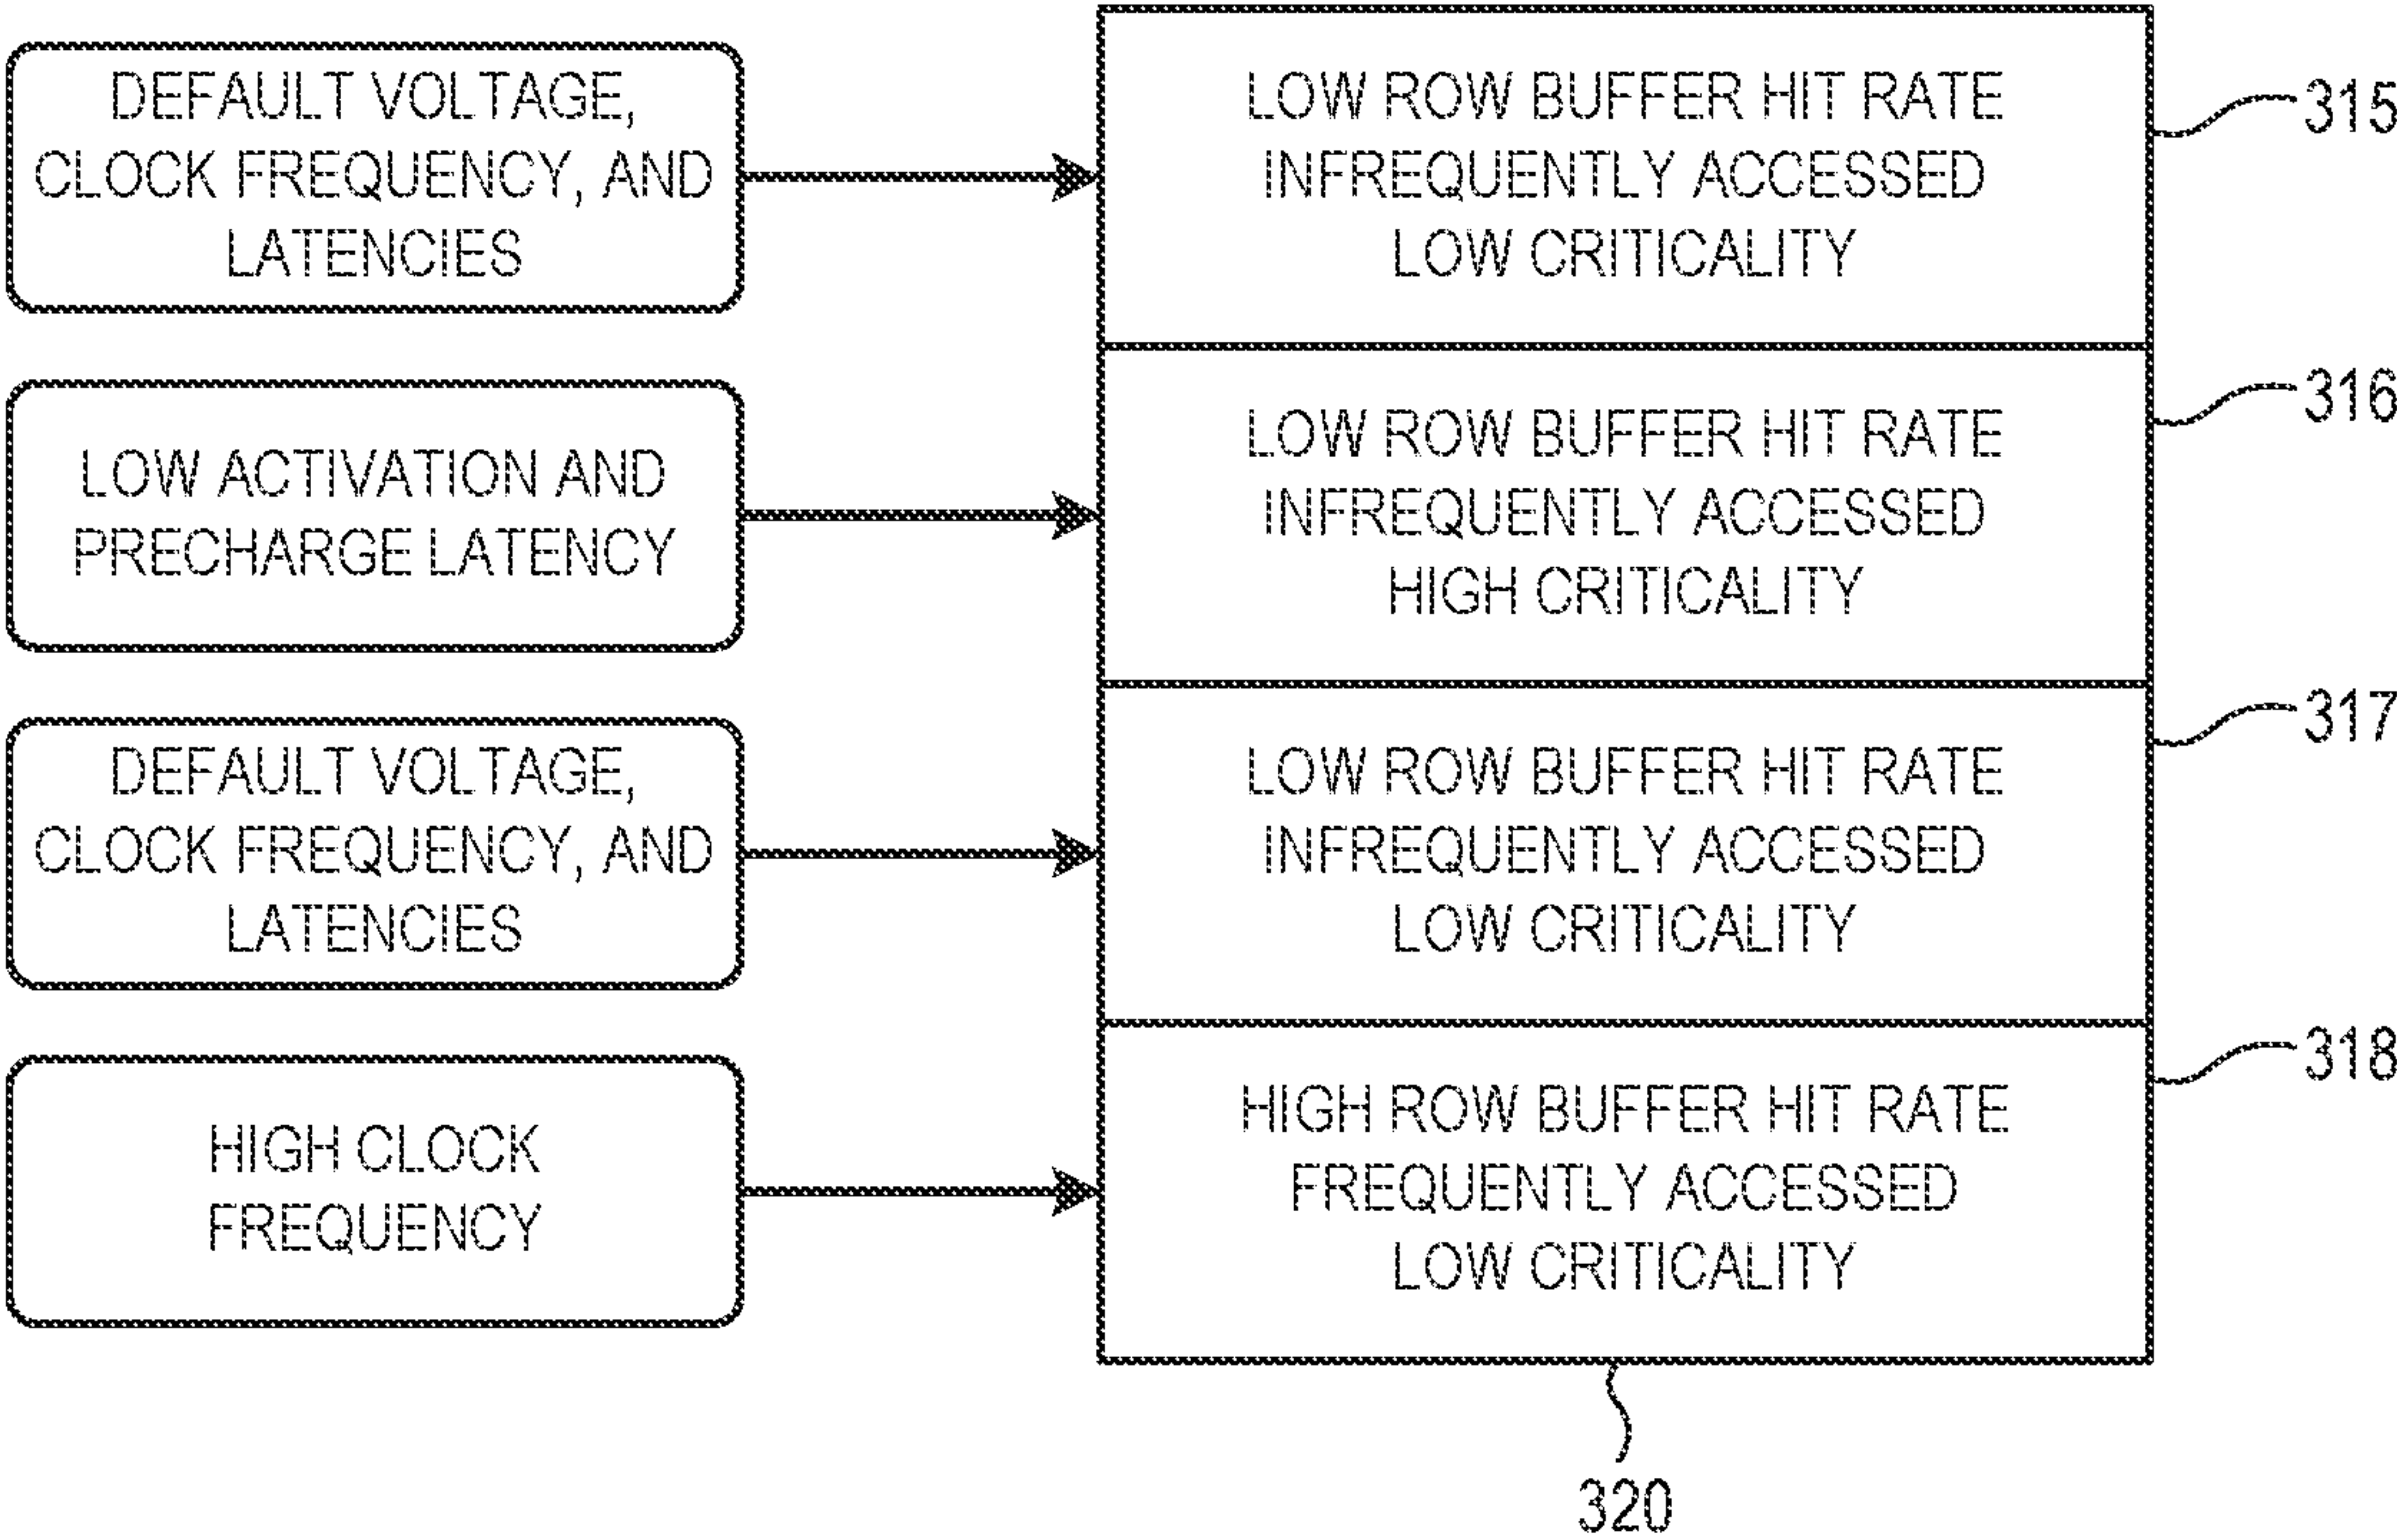 DEFAULT VOLTAGE,
CLOCK FREQUENCY, AND
LATENCIES
LOW ROW BUFFER HIT RATE
INFREQUENTLY ACCESSED
LOW CRITICALITY
315
LOW ACTIVATION AND
PRECHARGE LATENCY
LOW ROW BUFFER HIT RATE
INFREQUENTLY ACCESSED
HIGH CRITICALITY
316
DEFAULT VOLTAGE,
CLOCK FREQUENCY, AND
LATENCIES
LOW ROW BUFFER HIT RATE
INFREQUENTLY ACCESSED
LOW CRITICALITY
317
HIGH CLOCK
FREQUENCY
HIGH ROW BUFFER HIT RATE
FREQUENTLY ACCESSED
LOW CRITICALITY
318
320